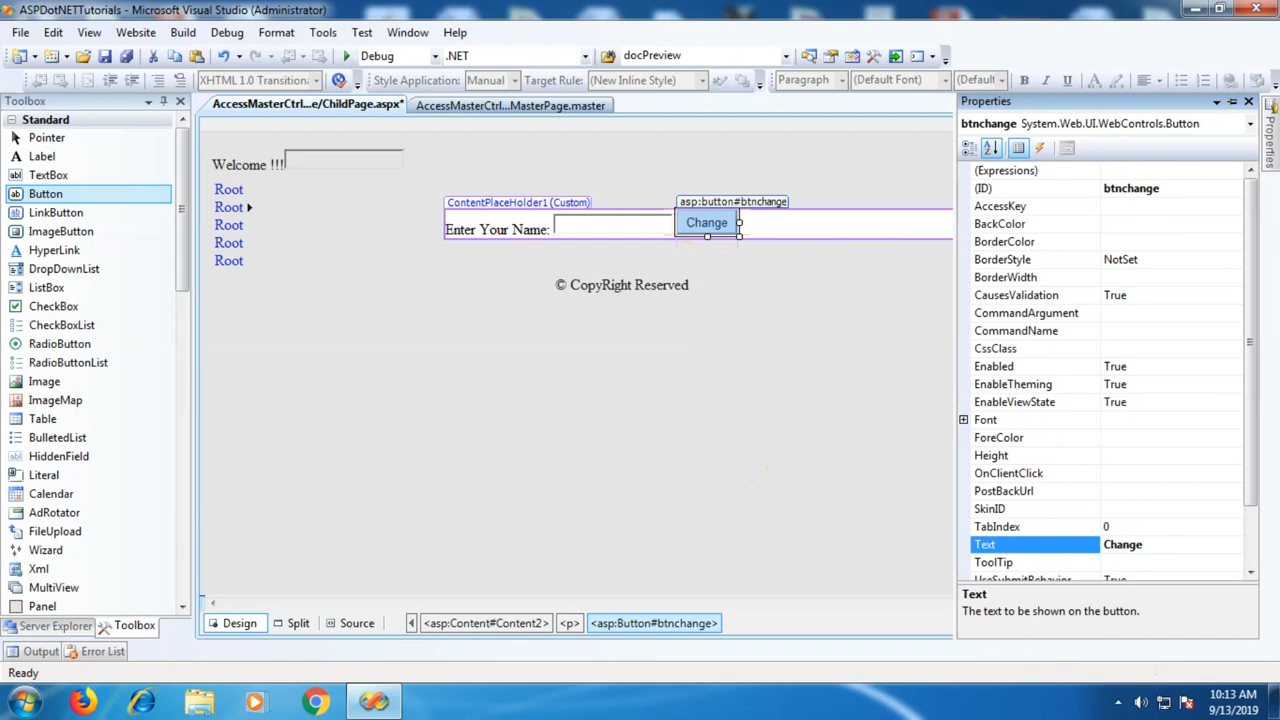 ASPDotNETTutorials - Microsoft Visual Studio (Administrator)
File Edit View Website Build Debug Format Tools Test Window Help
Debug .NET docPreview
XHTML 1.0 Transition Style Application: Manual Target Rule: (New Inline Style) Paragraph (Default Font) (Default
Toolbox
Standard
Pointer
Label
TextBox
Button
LinkButton
ImageButton
HyperLink
DropDownList
ListBox
CheckBox
CheckBoxList
RadioButton
RadioButtonList
Image
ImageMap
Table
BulletedList
HiddenField
Literal
Calendar
AdRotator
FileUpload
Wizard
Xml
MultiView
Panel
Server Explorer Toolbox
Output Error List
Ready
AccessMasterCtrl...e/ChildPage.aspx* AccessMasterCtrl...MasterPage.master
Welcome !!!
Root
Root
Root
Root
Root
ContentPlaceHolder1 (Custom) asp:button#btnchange
Enter Your Name: Change
© CopyRight Reserved
Design Split Source <asp:Content#Content2> <p> <asp:Button#btnchange>
Properties
btnchange System.Web.UI.WebControls.Button
(Expressions)
(ID) btnchange
AccessKey
BackColor
BorderColor
BorderStyle NotSet
BorderWidth
CausesValidation True
CommandArgument
CommandName
CssClass
Enabled True
EnableTheming True
EnableViewState True
Font
ForeColor
Height
OnClientClick
PostBackUrl
SkinID
TabIndex 0
Text Change
ToolTip
UseSubmitBehavior True
Text
The text to be shown on the button.
Properties
10:13 AM
9/13/2019